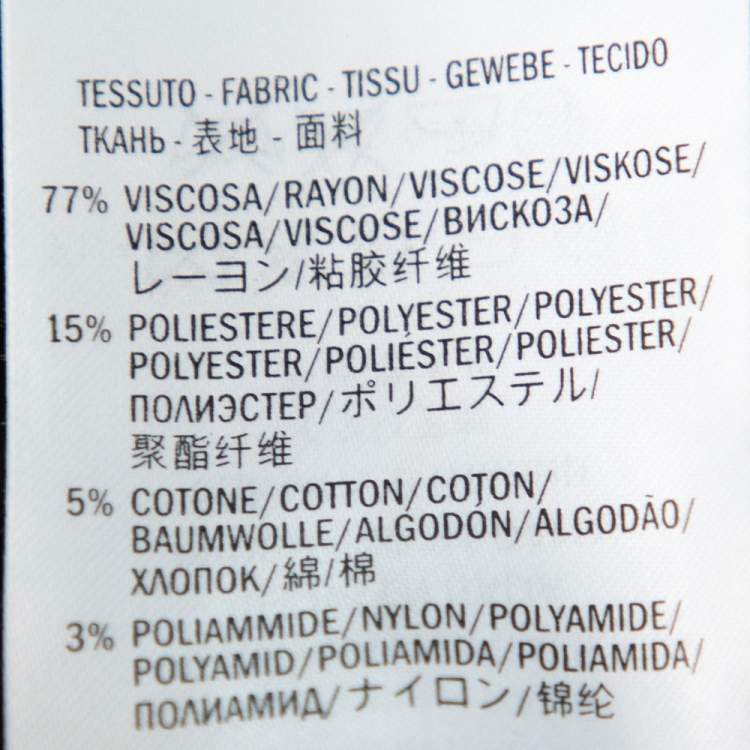 TESSUTO - FABRIC - TISSU - GEWEBE - TECIDO
ТКАНЬ - 表地 - 面料
77% VISCOSA/RAYON/VISCOSE/VISKOSE/
VISCOSA/VISCOSE/ВИСКОЗА/
レーヨン/粘胶纤维
15% POLIESTERE/POLYESTER/POLYESTER/
POLYESTER/POLIÉSTER/POLIESTER/
ПОЛИЭСТЕР/ポリエステル/
聚酯纤维
5% COTONE/COTTON/COTON/
BAUMWOLLE/ALGODÓN/ALGODÃO/
ХЛОПОК/綿/棉
3% POLIAMMIDE/NYLON/POLYAMIDE/
POLYAMID/POLIAMIDA/POLIAMIDA/
ПОЛИАМИД/ナイロン/锦纶